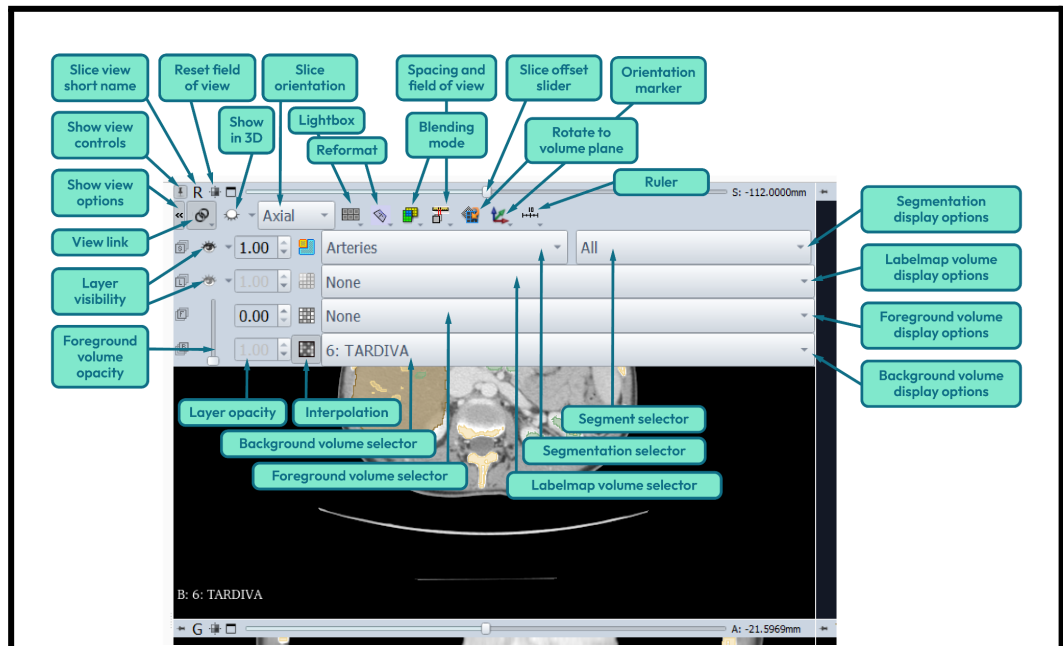 Slice view
short name
Reset field
of view
Slice
orientation
Spacing and
field of view
Slice offset
slider
Orientation
marker
Show view
controls
Show
in 3D
Lightbox
Reformat
Blending
mode
Rotate to
volume plane
Ruler
Show view
options
R
S: -112.0000mm
Axial
View link
Segmentation
display options
1.00
Arteries
All
Layer
visibility
L
1.00
None
Labelmap volume
display options
F
0.00
None
Foreground volume
display options
Foreground
volume
opacity
B
1.00
6: TARDIVA
Background volume
display options
Layer opacity
Interpolation
Segment selector
Background volume selector
Segmentation selector
Foreground volume selector
Labelmap volume selector
B: 6: TARDIVA
G
A: -21.5969mm